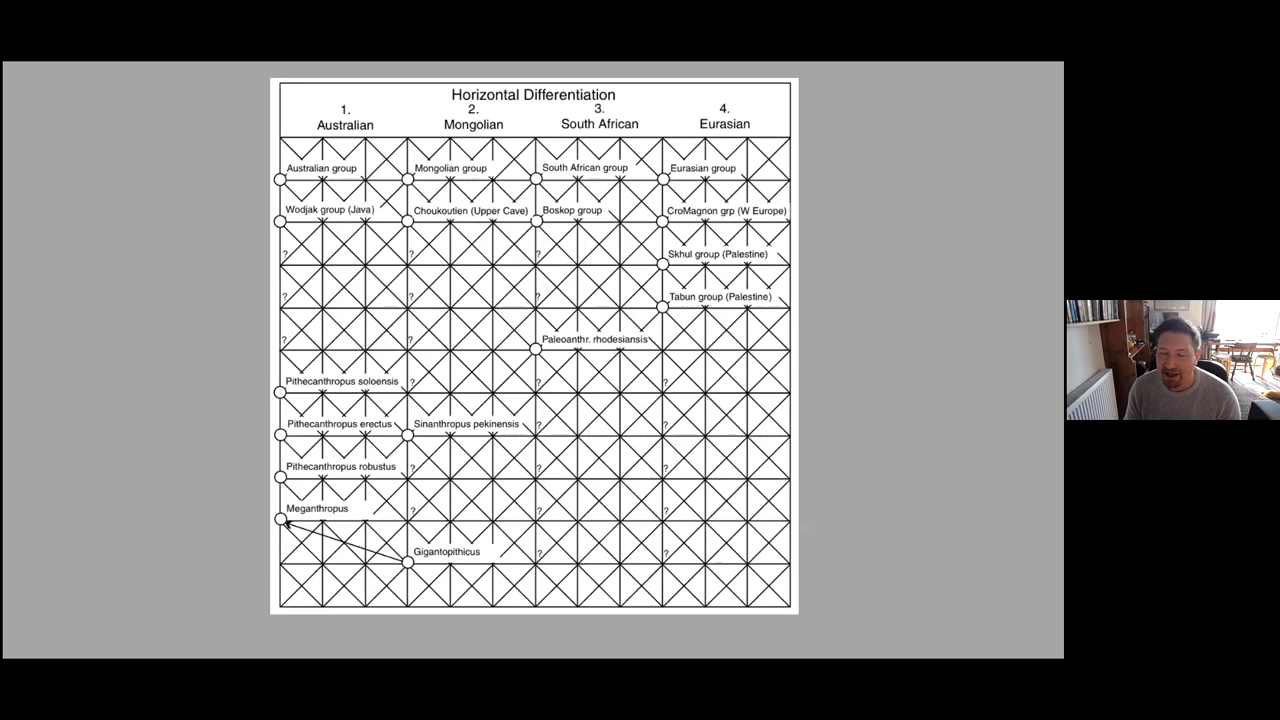 Horizontal Differentiation
1. 2. 3. 4.
Australian Mongolian South African Eurasian
Australian group Mongolian group South African group Eurasian group
Wodjak group (Java) Choukoutien (Upper Cave) Boskop group CroMagnon grp (W Europe)
? ? ? Skhul group (Palestine)
? ? ? Tabun group (Palestine)
? ? Paleoanthr. rhodesiansis
Pithecanthropus soloensis ? ? ?
Pithecanthropus erectus Sinanthropus pekinensis ? ?
Pithecanthropus robustus ? ? ?
Meganthropus ? ? ?
Gigantopithicus ? ?